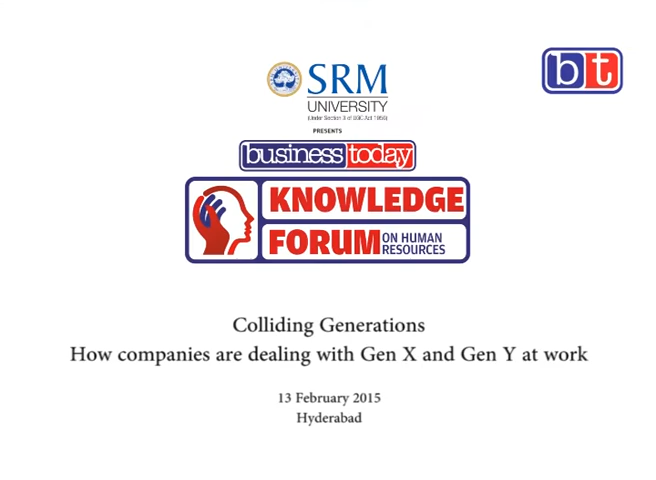 SRM
UNIVERSITY
(Under Section 3 of UGC Act 1956)
PRESENTS
bt
business today
KNOWLEDGE
FORUM ON HUMAN
RESOURCES
Colliding Generations
How companies are dealing with Gen X and Gen Y at work
13 February 2015
Hyderabad